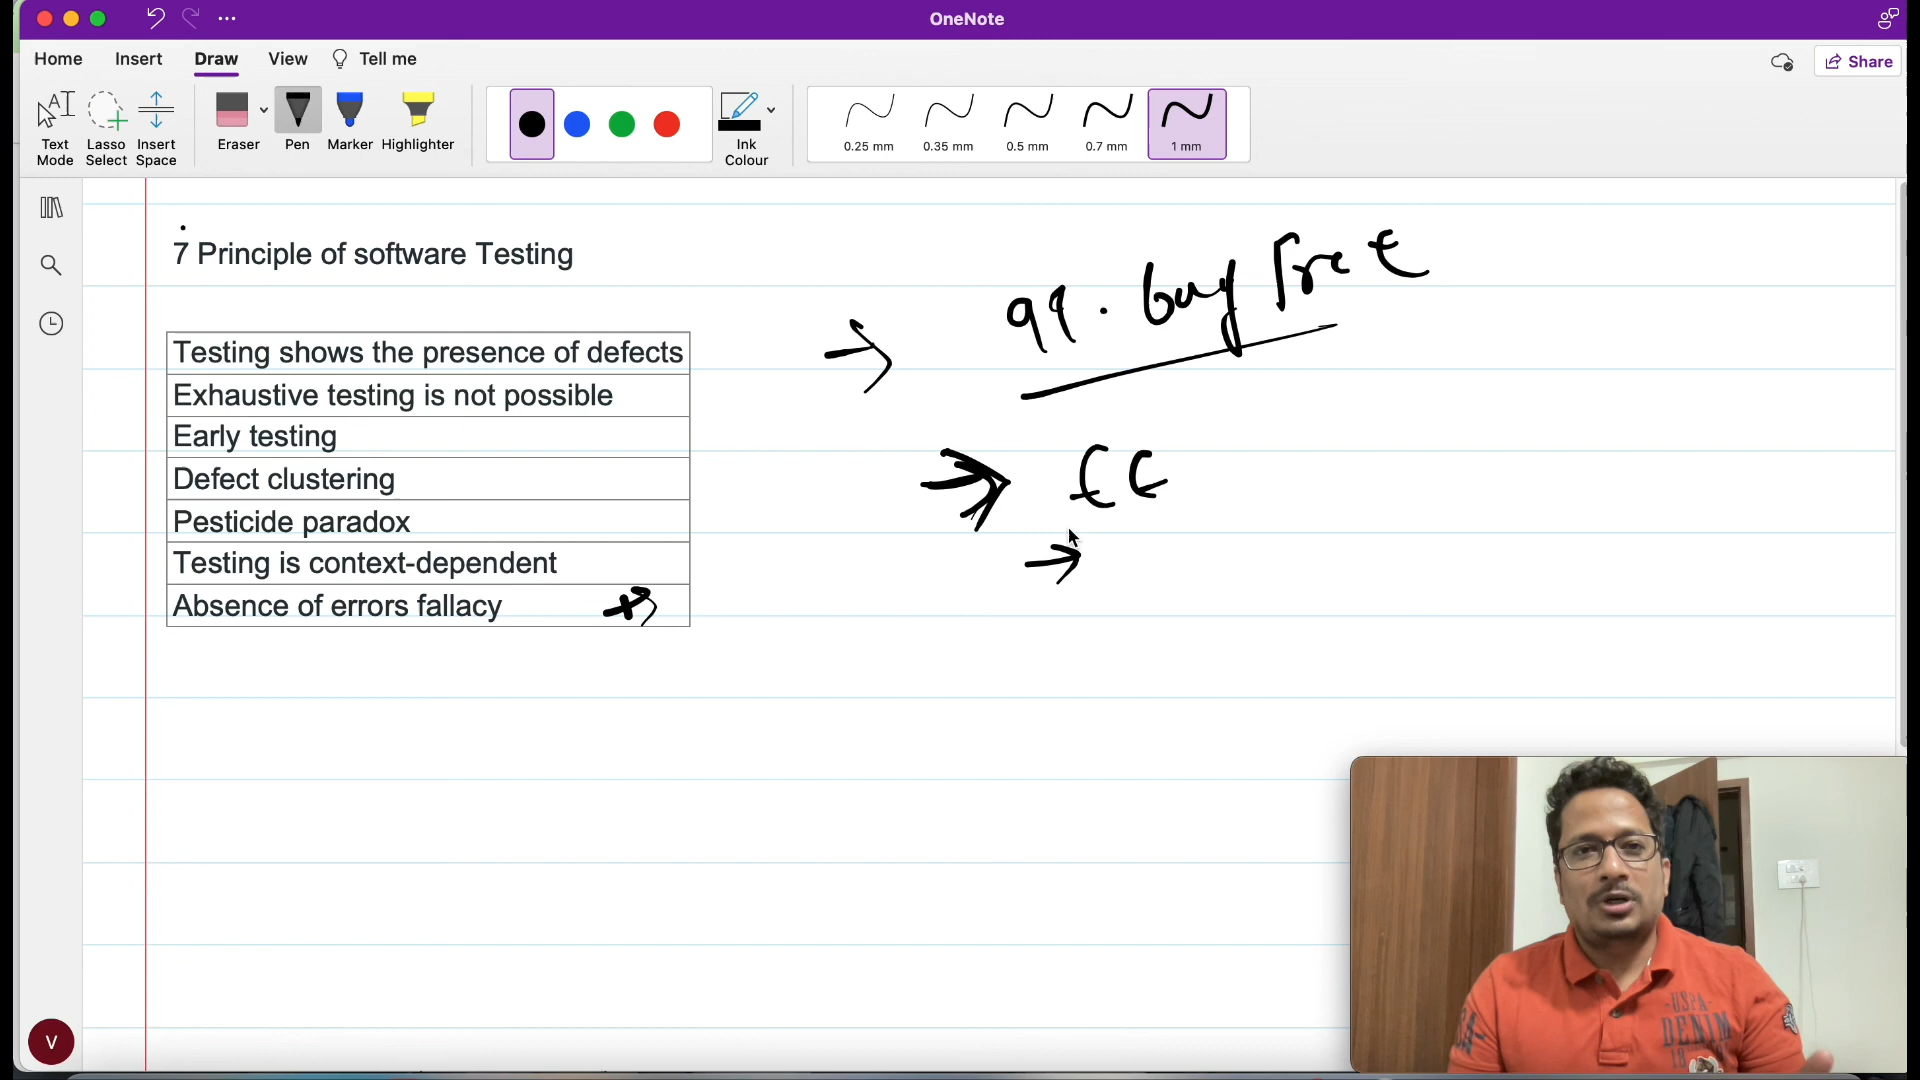 OneNote
Home Insert Draw View Tell me
Share
Text Mode
Lasso Select
Insert Space
Eraser
Pen
Marker
Highlighter
Ink Colour
0.25 mm
0.35 mm
0.5 mm
0.7 mm
1 mm
7 Principle of software Testing
Testing shows the presence of defects
Exhaustive testing is not possible
Early testing
Defect clustering
Pesticide paradox
Testing is context-dependent
Absence of errors fallacy
99. bug free
V
USPA
DENIM